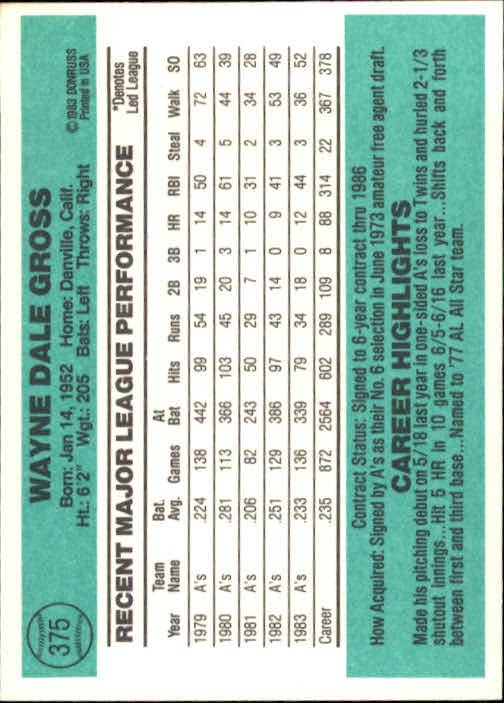 375
WAYNE DALE GROSS
© 1983 DONRUSS
Printed in USA
Born: Jan 14, 1952 Home: Danville, Calif.
Ht.: 6'2" Wgt.: 205 Bats: Left Throws: Right
RECENT MAJOR LEAGUE PERFORMANCE
*Denotes
Led League
Team Bat. At
Year Name Avg. Games Bat Hits Runs 2B 3B HR RBI Steal Walk SO
1979 A's .224 138 442 99 54 19 1 14 50 4 72 63
1980 A's .281 113 366 103 45 20 3 14 61 5 44 39
1981 A's .206 82 243 50 29 7 1 10 31 2 34 28
1982 A's .251 129 386 97 43 14 0 9 41 3 53 49
1983 A's .233 136 339 79 34 18 0 12 44 3 36 52
Career .235 872 2564 602 289 109 8 88 314 22 367 378
Contract Status: Signed to 6-year contract thru 1986
How Acquired: Signed by A's as their No. 6 selection in June 1973 amateur free agent draft.
CAREER HIGHLIGHTS
Made his pitching debut on 5/18 last year in one-sided A's loss to Twins and hurled 2-1/3
shutout innings...Hit 5 HR in 10 games 6/5-6/16 last year...Shifts back and forth
between first and third base...Named to '77 AL All Star team.